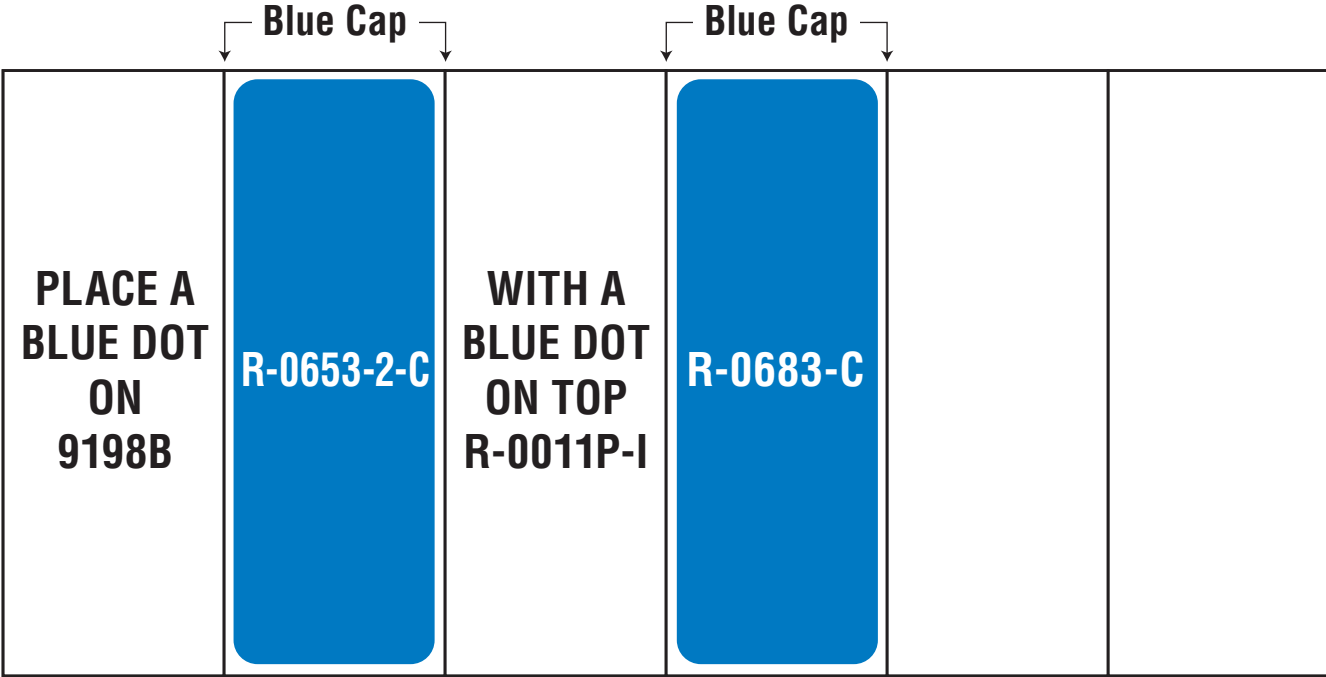 Blue Cap
Blue Cap
PLACE A
BLUE DOT
ON
9198B
R-0653-2-C
WITH A
BLUE DOT
ON TOP
R-0011P-I
R-0683-C